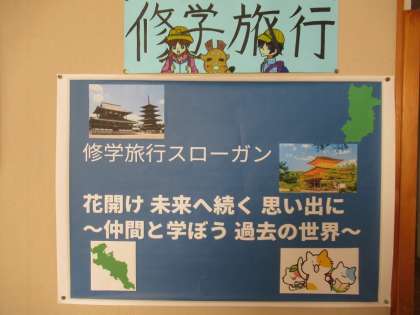 修学旅行
修学旅行スローガン
花開け 未来へ続く 思い出に
～仲間と学ぼう 過去の世界～